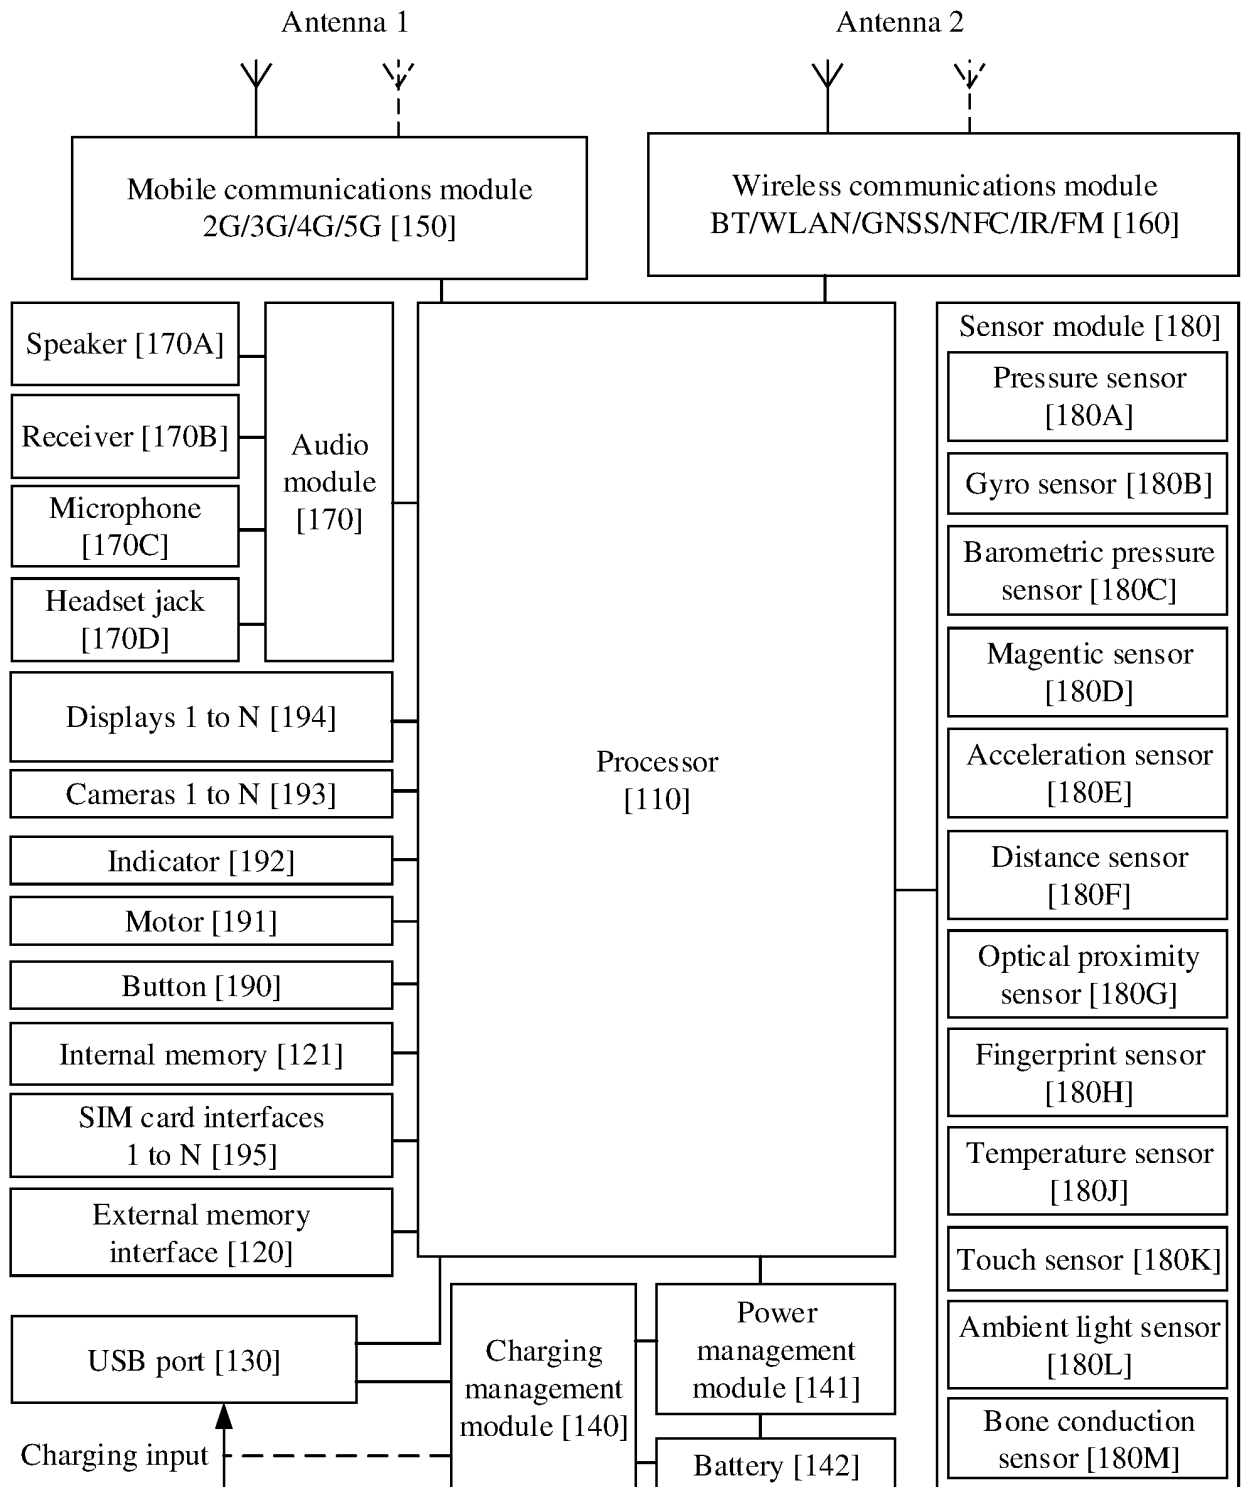 Antenna 1
Antenna 2
Mobile communications module
2G/3G/4G/5G [150]
Wireless communications module
BT/WLAN/GNSS/NFC/IR/FM [160]
Speaker [170A]
Receiver [170B]
Microphone
[170C]
Headset jack
[170D]
Audio
module
[170]
Displays 1 to N [194]
Cameras 1 to N [193]
Indicator [192]
Motor [191]
Button [190]
Internal memory [121]
SIM card interfaces
1 to N [195]
External memory
interface [120]
Processor
[110]
Sensor module [180]
Pressure sensor
[180A]
Gyro sensor [180B]
Barometric pressure
sensor [180C]
Magentic sensor
[180D]
Acceleration sensor
[180E]
Distance sensor
[180F]
Optical proximity
sensor [180G]
Fingerprint sensor
[180H]
Temperature sensor
[180J]
Touch sensor [180K]
Ambient light sensor
[180L]
Bone conduction
sensor [180M]
USB port [130]
Charging input
Charging
management
module [140]
Power
management
module [141]
Battery [142]